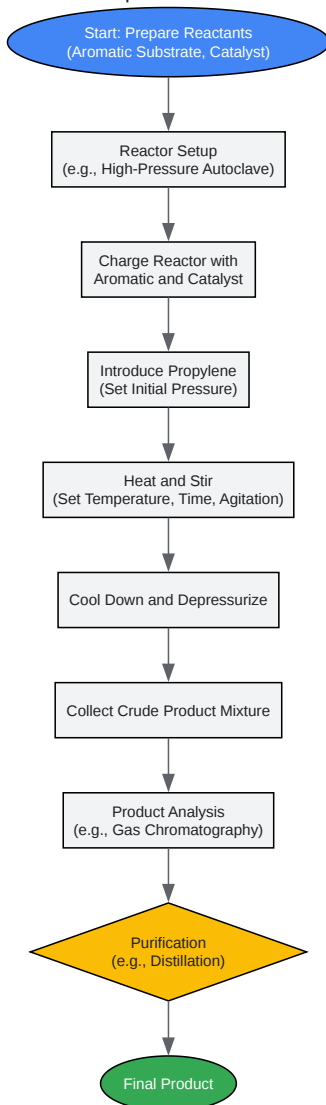 Start: Prepare Reactants
(Aromatic Substrate, Catalyst)
Reactor Setup
(e.g., High-Pressure Autoclave)
Charge Reactor with
Aromatic and Catalyst
Introduce Propylene
(Set Initial Pressure)
Heat and Stir
(Set Temperature, Time, Agitation)
Cool Down and Depressurize
Collect Crude Product Mixture
Product Analysis
(e.g., Gas Chromatography)
Purification
(e.g., Distillation)
Final Product